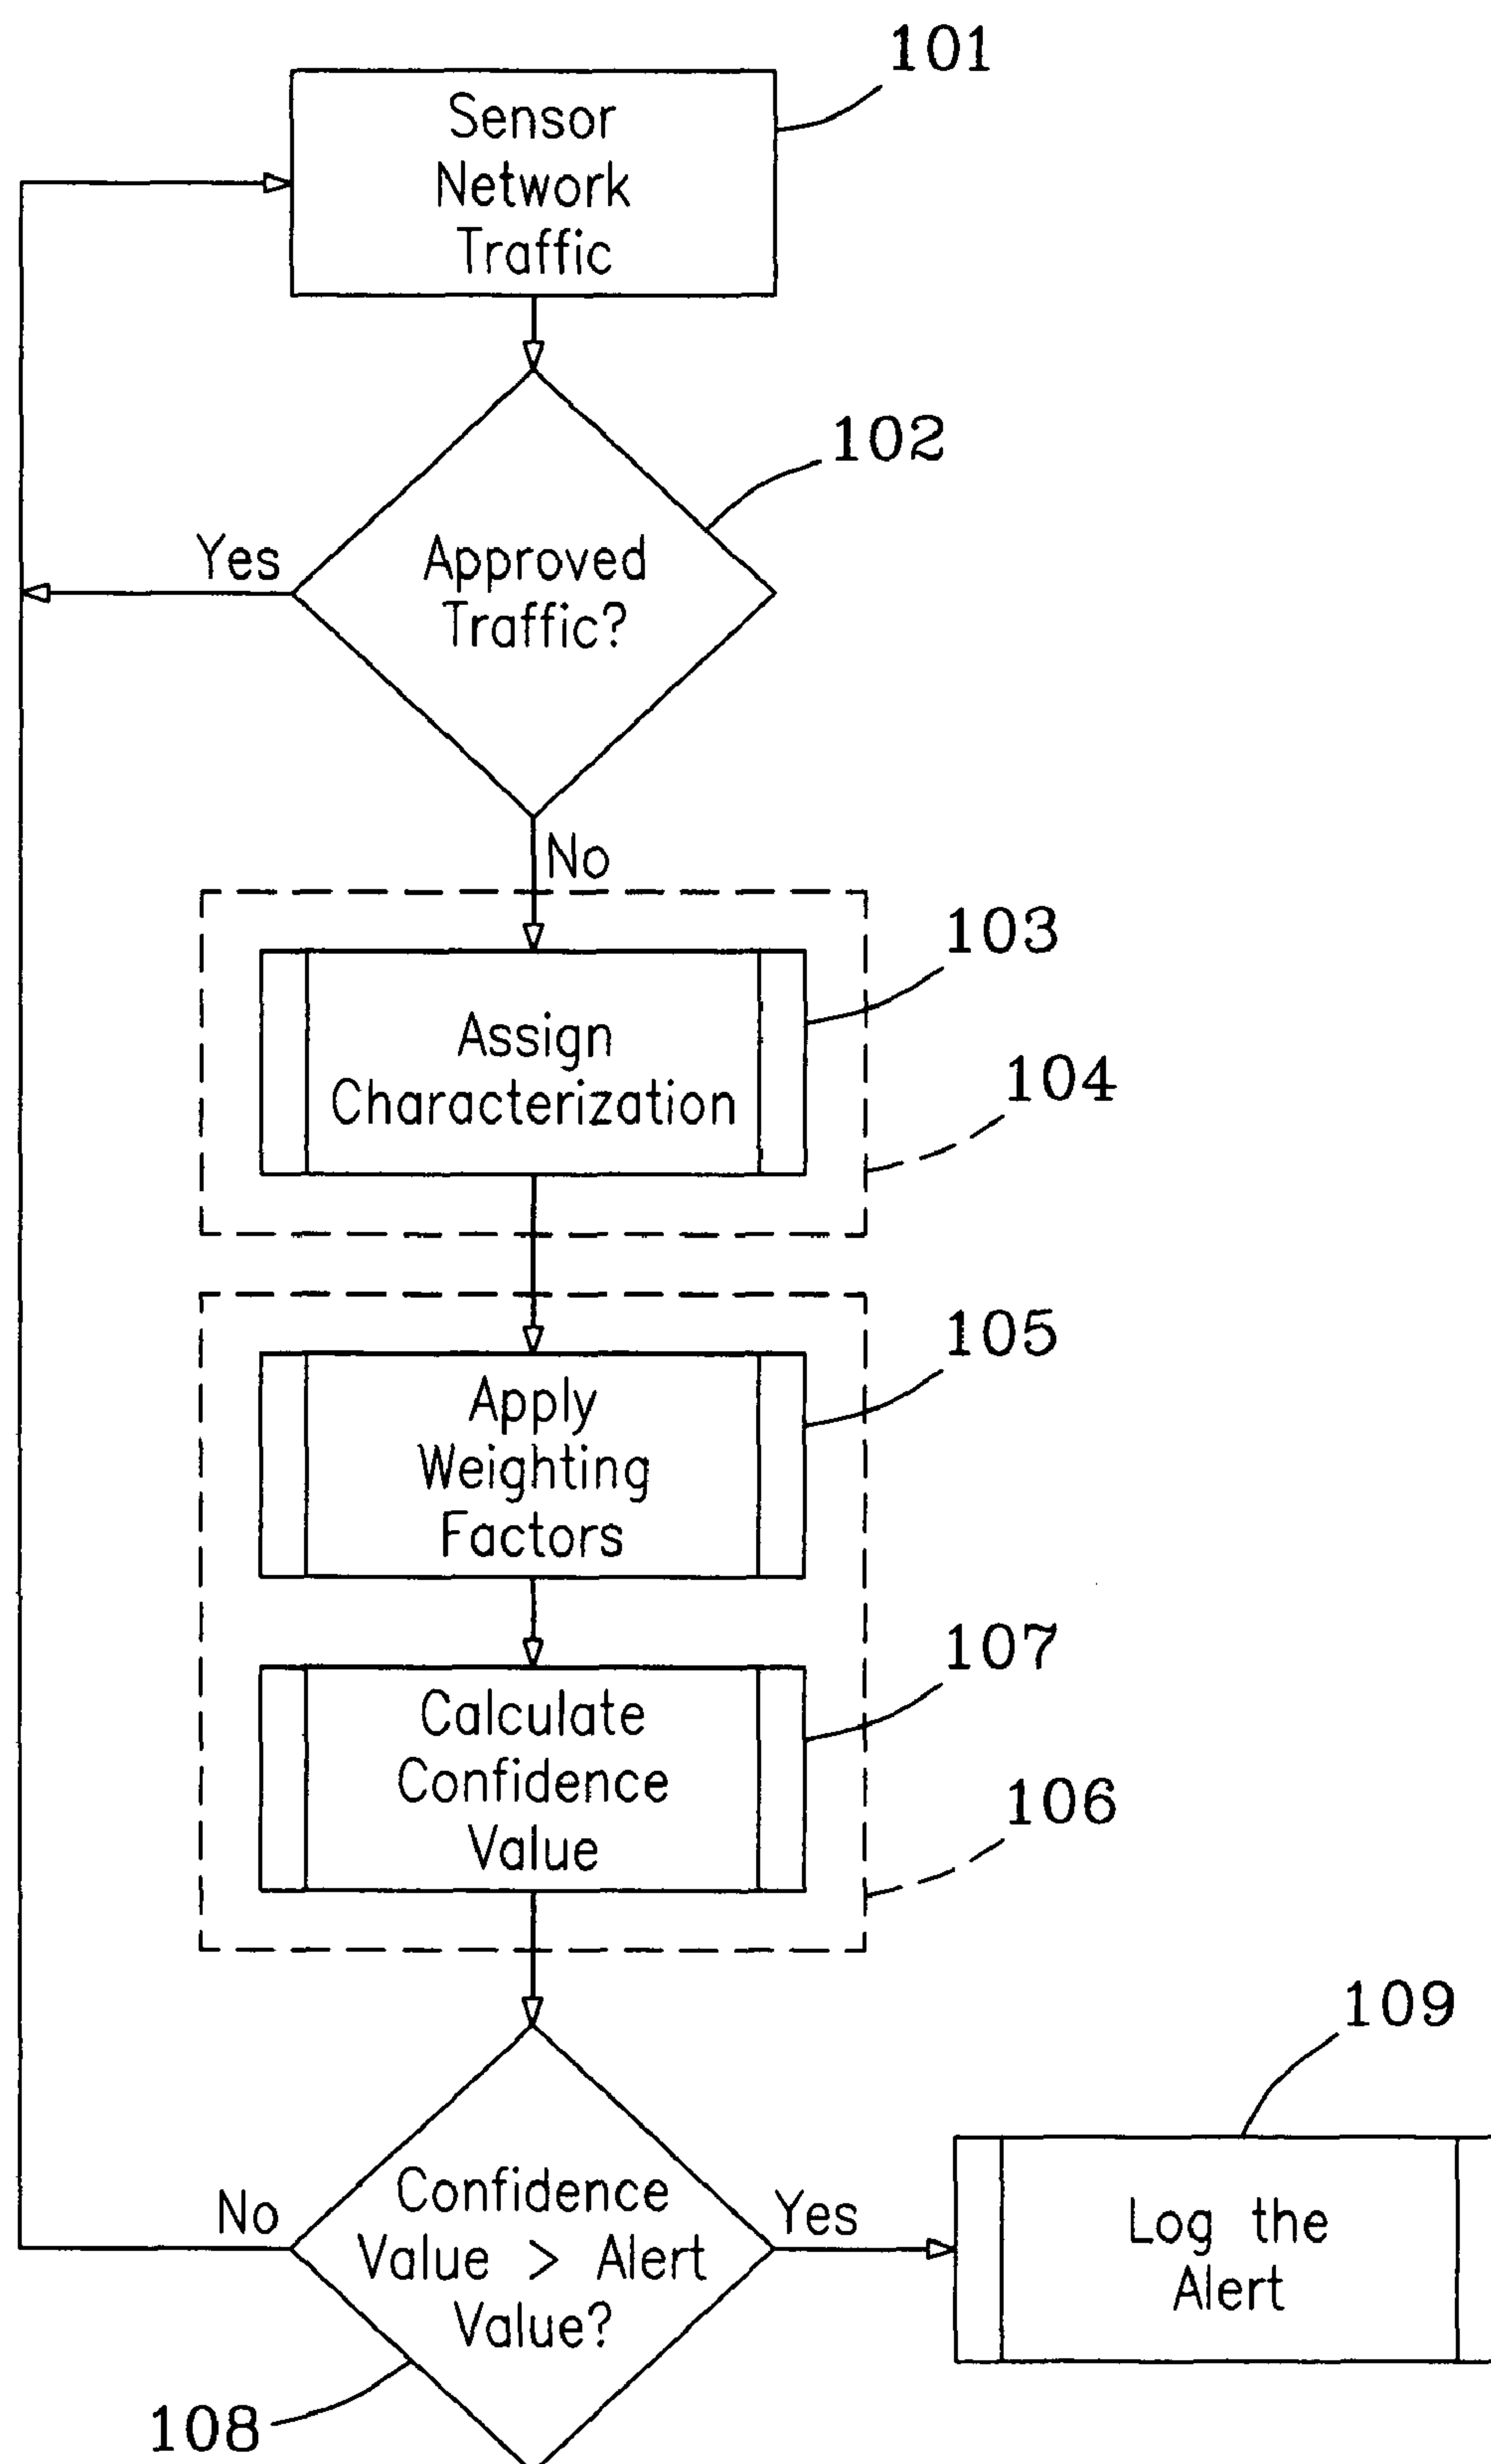 101
Sensor
Network
Traffic
102
Yes
Approved
Traffic?
No
103
Assign
Characterization
104
105
Apply
Weighting
Factors
107
Calculate
Confidence
Value
106
109
No
Confidence
Value > Alert
Value?
Yes
Log the
Alert
108